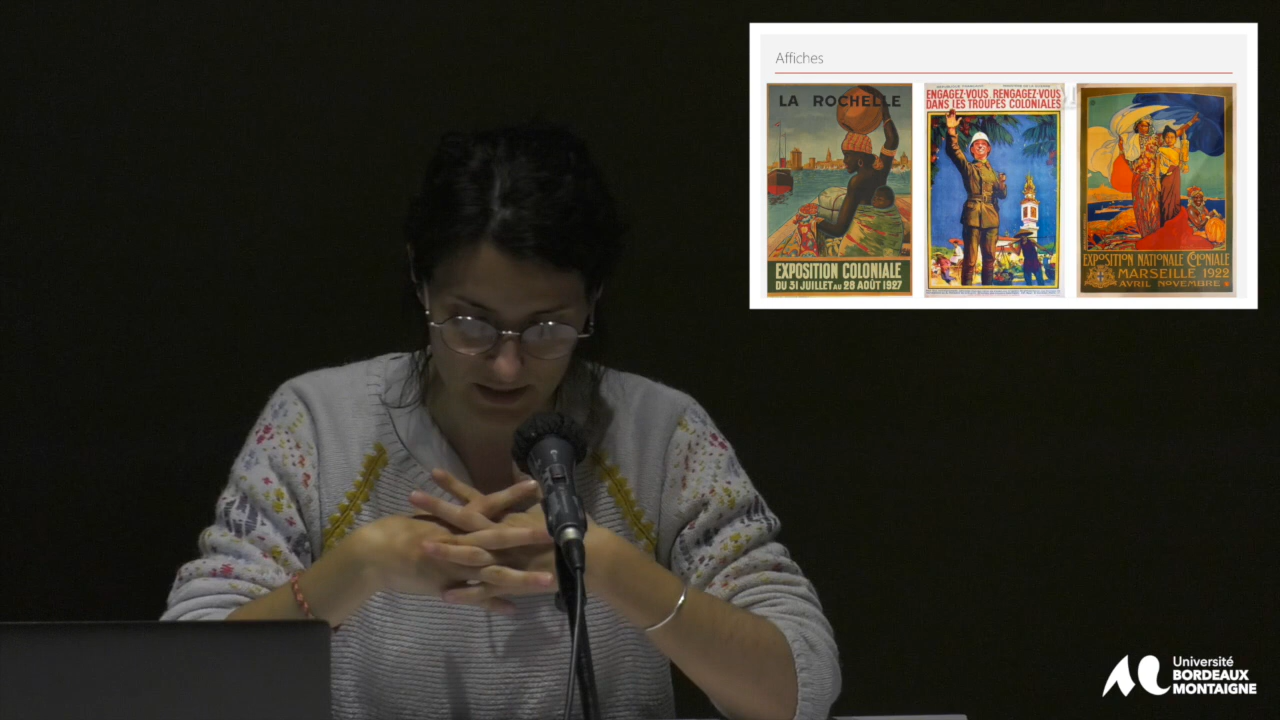 Affiches
LA ROCHELLE
EXPOSITION COLONIALE
DU 31 JUILLET AU 28 AOÛT 1927
ENGAGEZ-VOUS, RENGAGEZ-VOUS
DANS LES TROUPES COLONIALES
EXPOSITION NATIONALE COLONIALE
MARSEILLE 1922
AVRIL NOVEMBRE
Université
BORDEAUX
MONTAIGNE